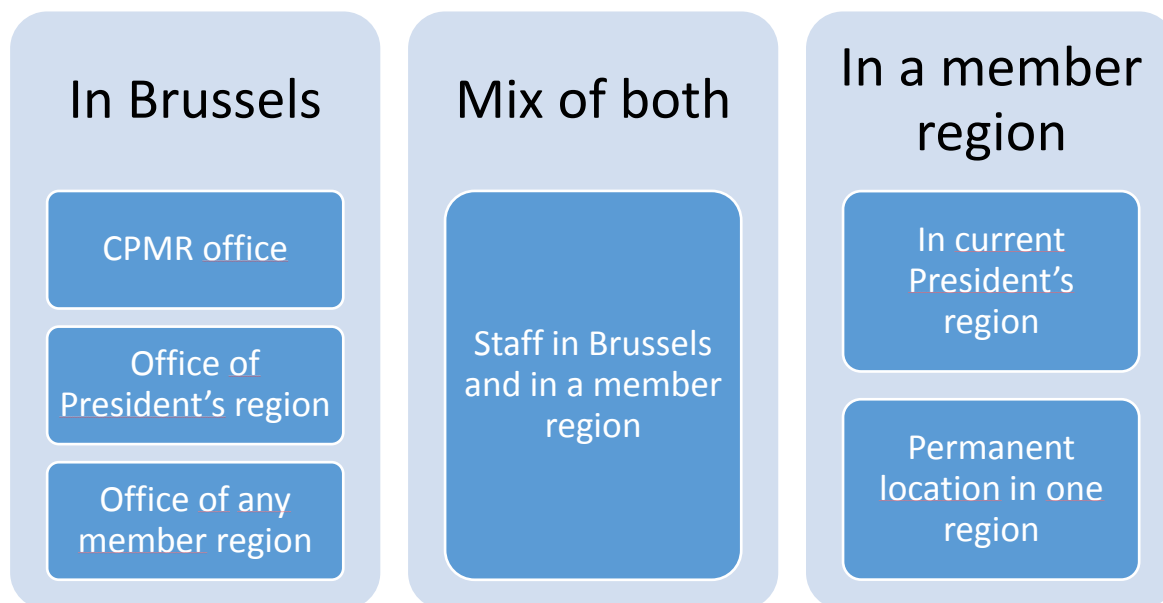 In Brussels
CPMR office
Office of
President’s region
Office of any
member region
Mix of both
Staff in Brussels
and in a member
region
In a member
region
In current
President’s
region
Permanent
location in one
region